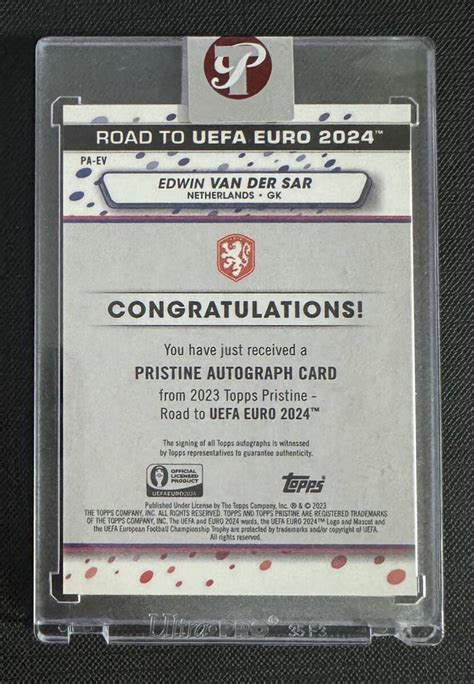 P
ROAD TO UEFA EURO 2024™
PA-EV
EDWIN VAN DER SAR
NETHERLANDS • GK
CONGRATULATIONS!
You have just received a
PRISTINE AUTOGRAPH CARD
from 2023 Topps Pristine –
Road to UEFA EURO 2024™
The signing of all Topps autographs is witnessed
by Topps representatives to guarantee authenticity.
OFFICIAL
LICENSED
PRODUCT
UEFA EURO2024
topps
Published Under License by The Topps Company, Inc. ® & © 2023
THE TOPPS COMPANY, INC. ALL RIGHTS RESERVED. TOPPS AND TOPPS PRISTINE ARE REGISTERED TRADEMARKS
OF THE TOPPS COMPANY, INC. The UEFA and EURO 2024 words, the UEFA EURO 2024™ Logo and Mascot and
the UEFA European Football Championship Trophy are protected by trademarks and/or copyright of UEFA.
All rights reserved.
Ultra PRO®